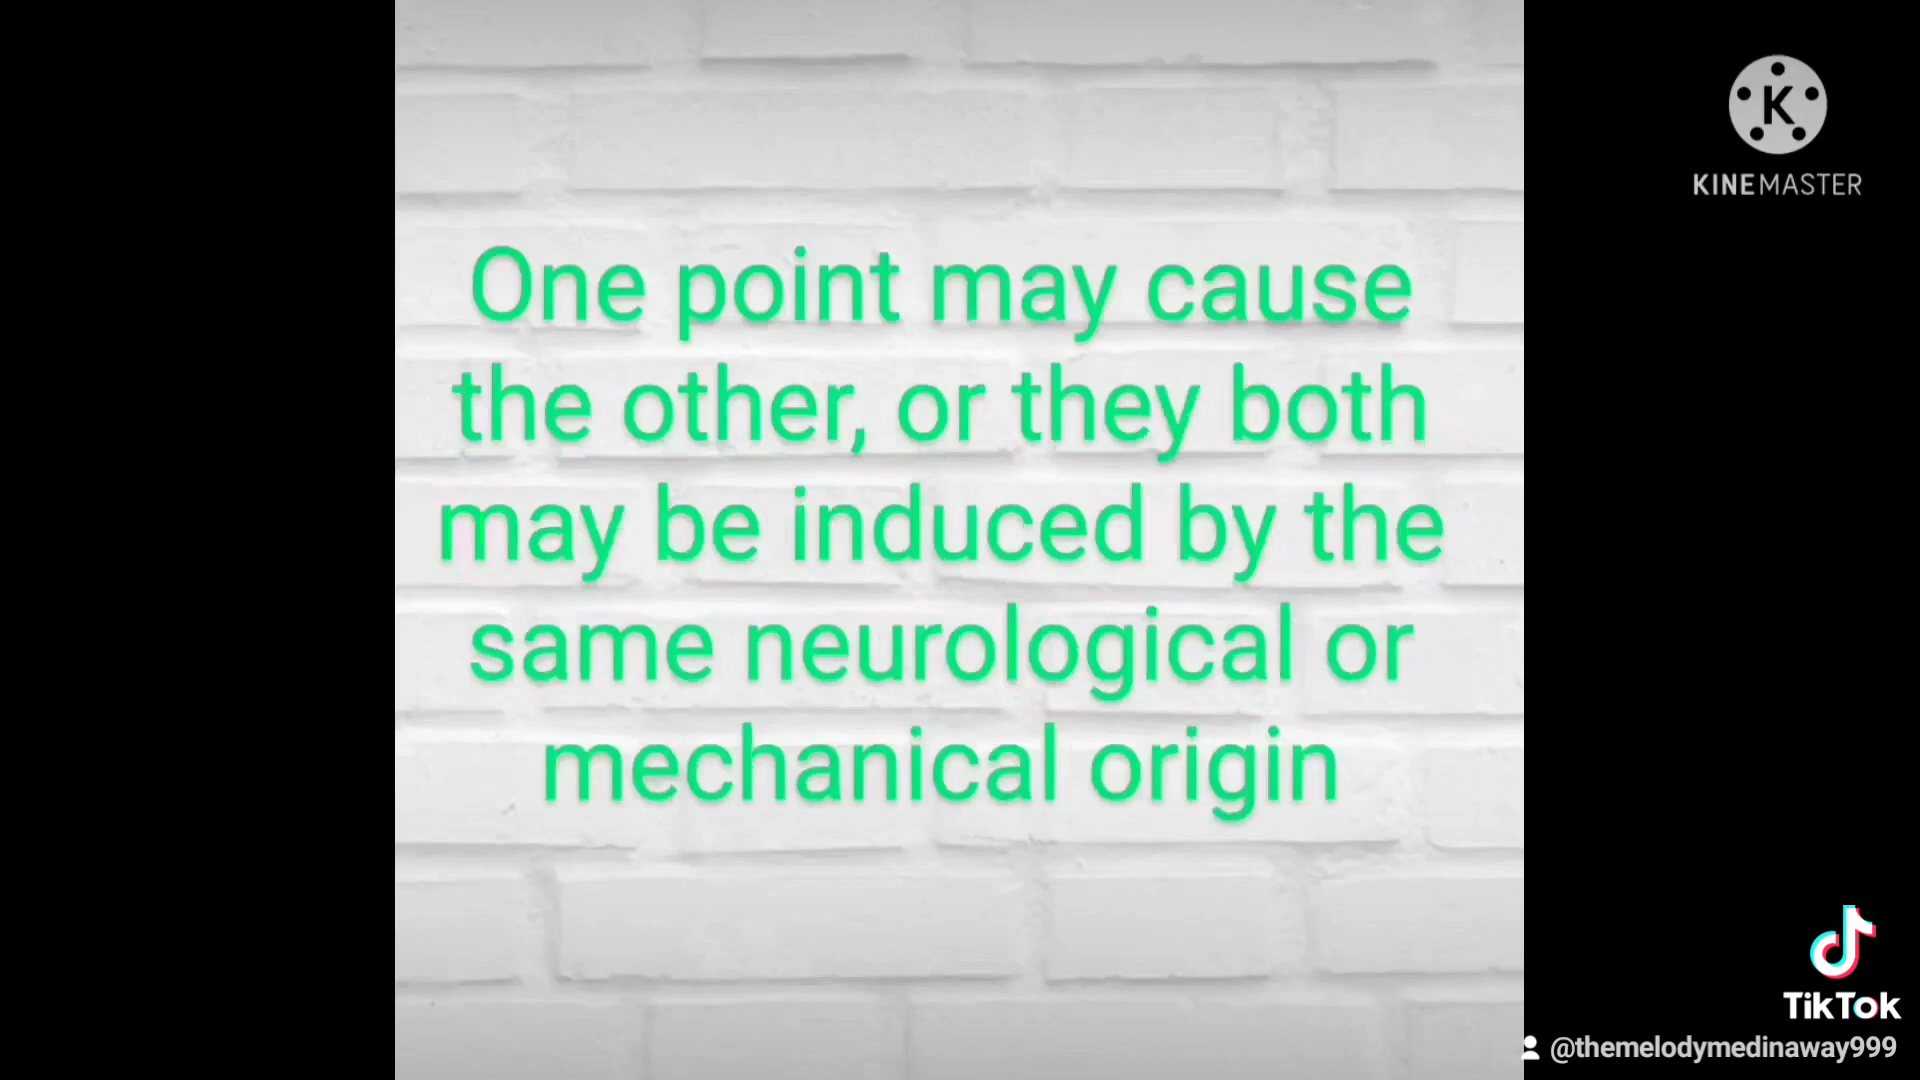 K
KINEMASTER
One point may cause
the other, or they both
may be induced by the
same neurological or
mechanical origin
TikTok
@themelodymedinaway999